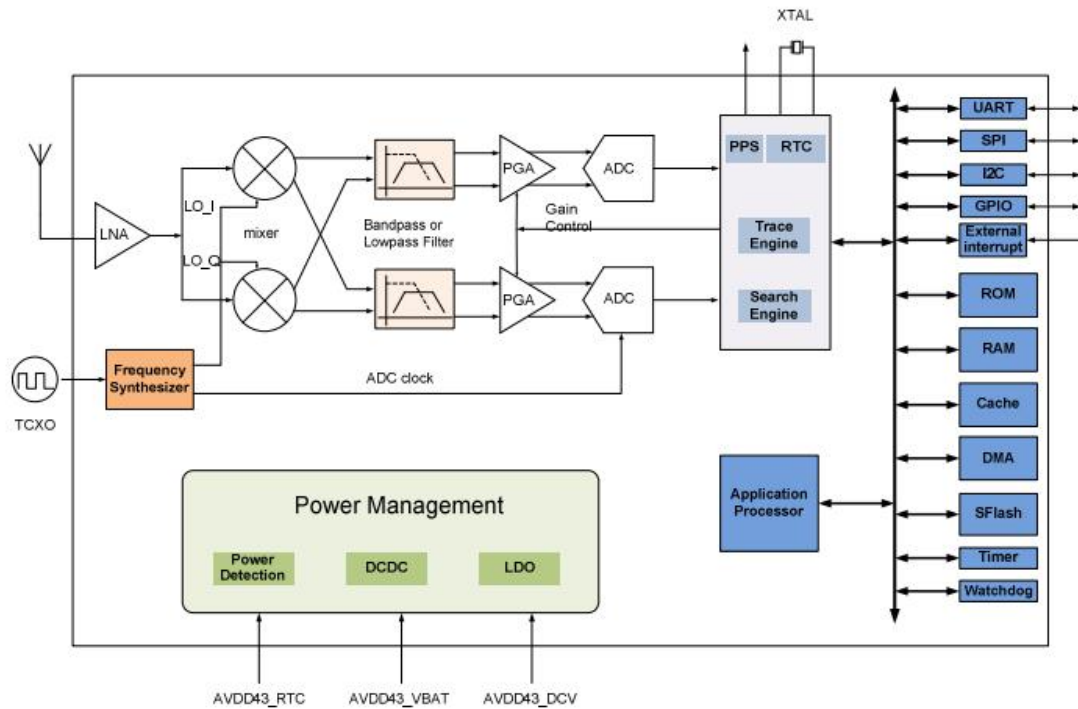 XTAL
PPS
RTC
UART
SPI
I2C
GPIO
External
interrupt
LNA
LO_I
LO_Q
mixer
Bandpass or
Lowpass Filter
PGA
ADC
Gain
Control
PGA
ADC
Trace
Engine
Search
Engine
ROM
RAM
Cache
DMA
SFlash
Timer
Watchdog
Frequency
Synthesizer
ADC clock
TCXO
Application
Processor
Power Management
Power
Detection
DCDC
LDO
AVDD43_RTC
AVDD43_VBAT
AVDD43_DCV